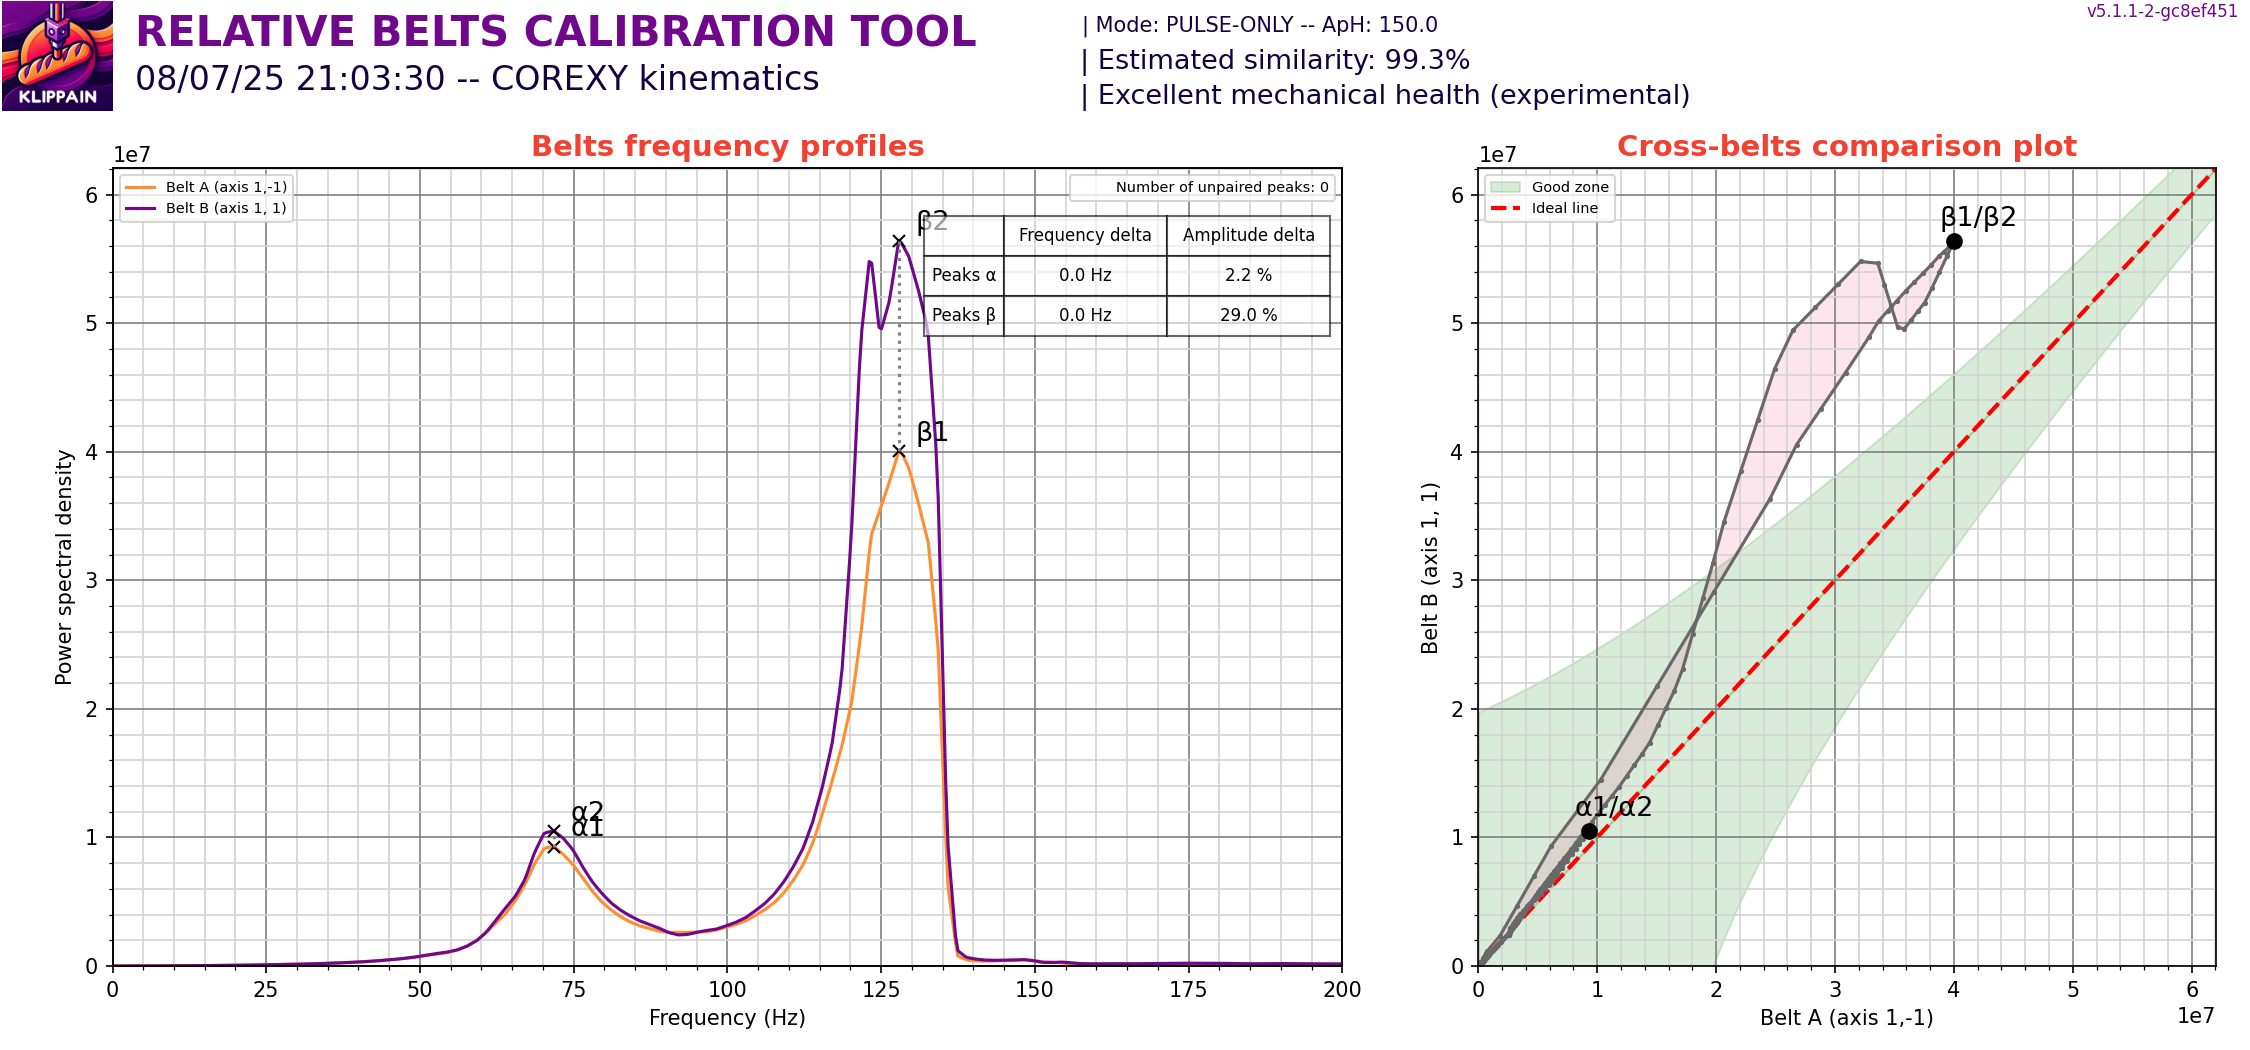 KLIPPAIN
RELATIVE BELTS CALIBRATION TOOL
08/07/25 21:03:30 -- COREXY kinematics
| Mode: PULSE-ONLY -- ApH: 150.0
| Estimated similarity: 99.3%
| Excellent mechanical health (experimental)
v5.1.1-2-gc8ef451
Belts frequency profiles
1e7
Belt A (axis 1,-1)
Belt B (axis 1, 1)
Number of unpaired peaks: 0
Frequency delta Amplitude delta
Peaks α 0.0 Hz 2.2 %
Peaks β 0.0 Hz 29.0 %
β2
β1
α2
α1
6
5
4
3
2
1
0
Power spectral density
0 25 50 75 100 125 150 175 200
Frequency (Hz)
Cross-belts comparison plot
1e7
Good zone
Ideal line
β1/β2
α1/α2
6
5
4
3
2
1
0
Belt B (axis 1, 1)
0 1 2 3 4 5 6
1e7
Belt A (axis 1,-1)